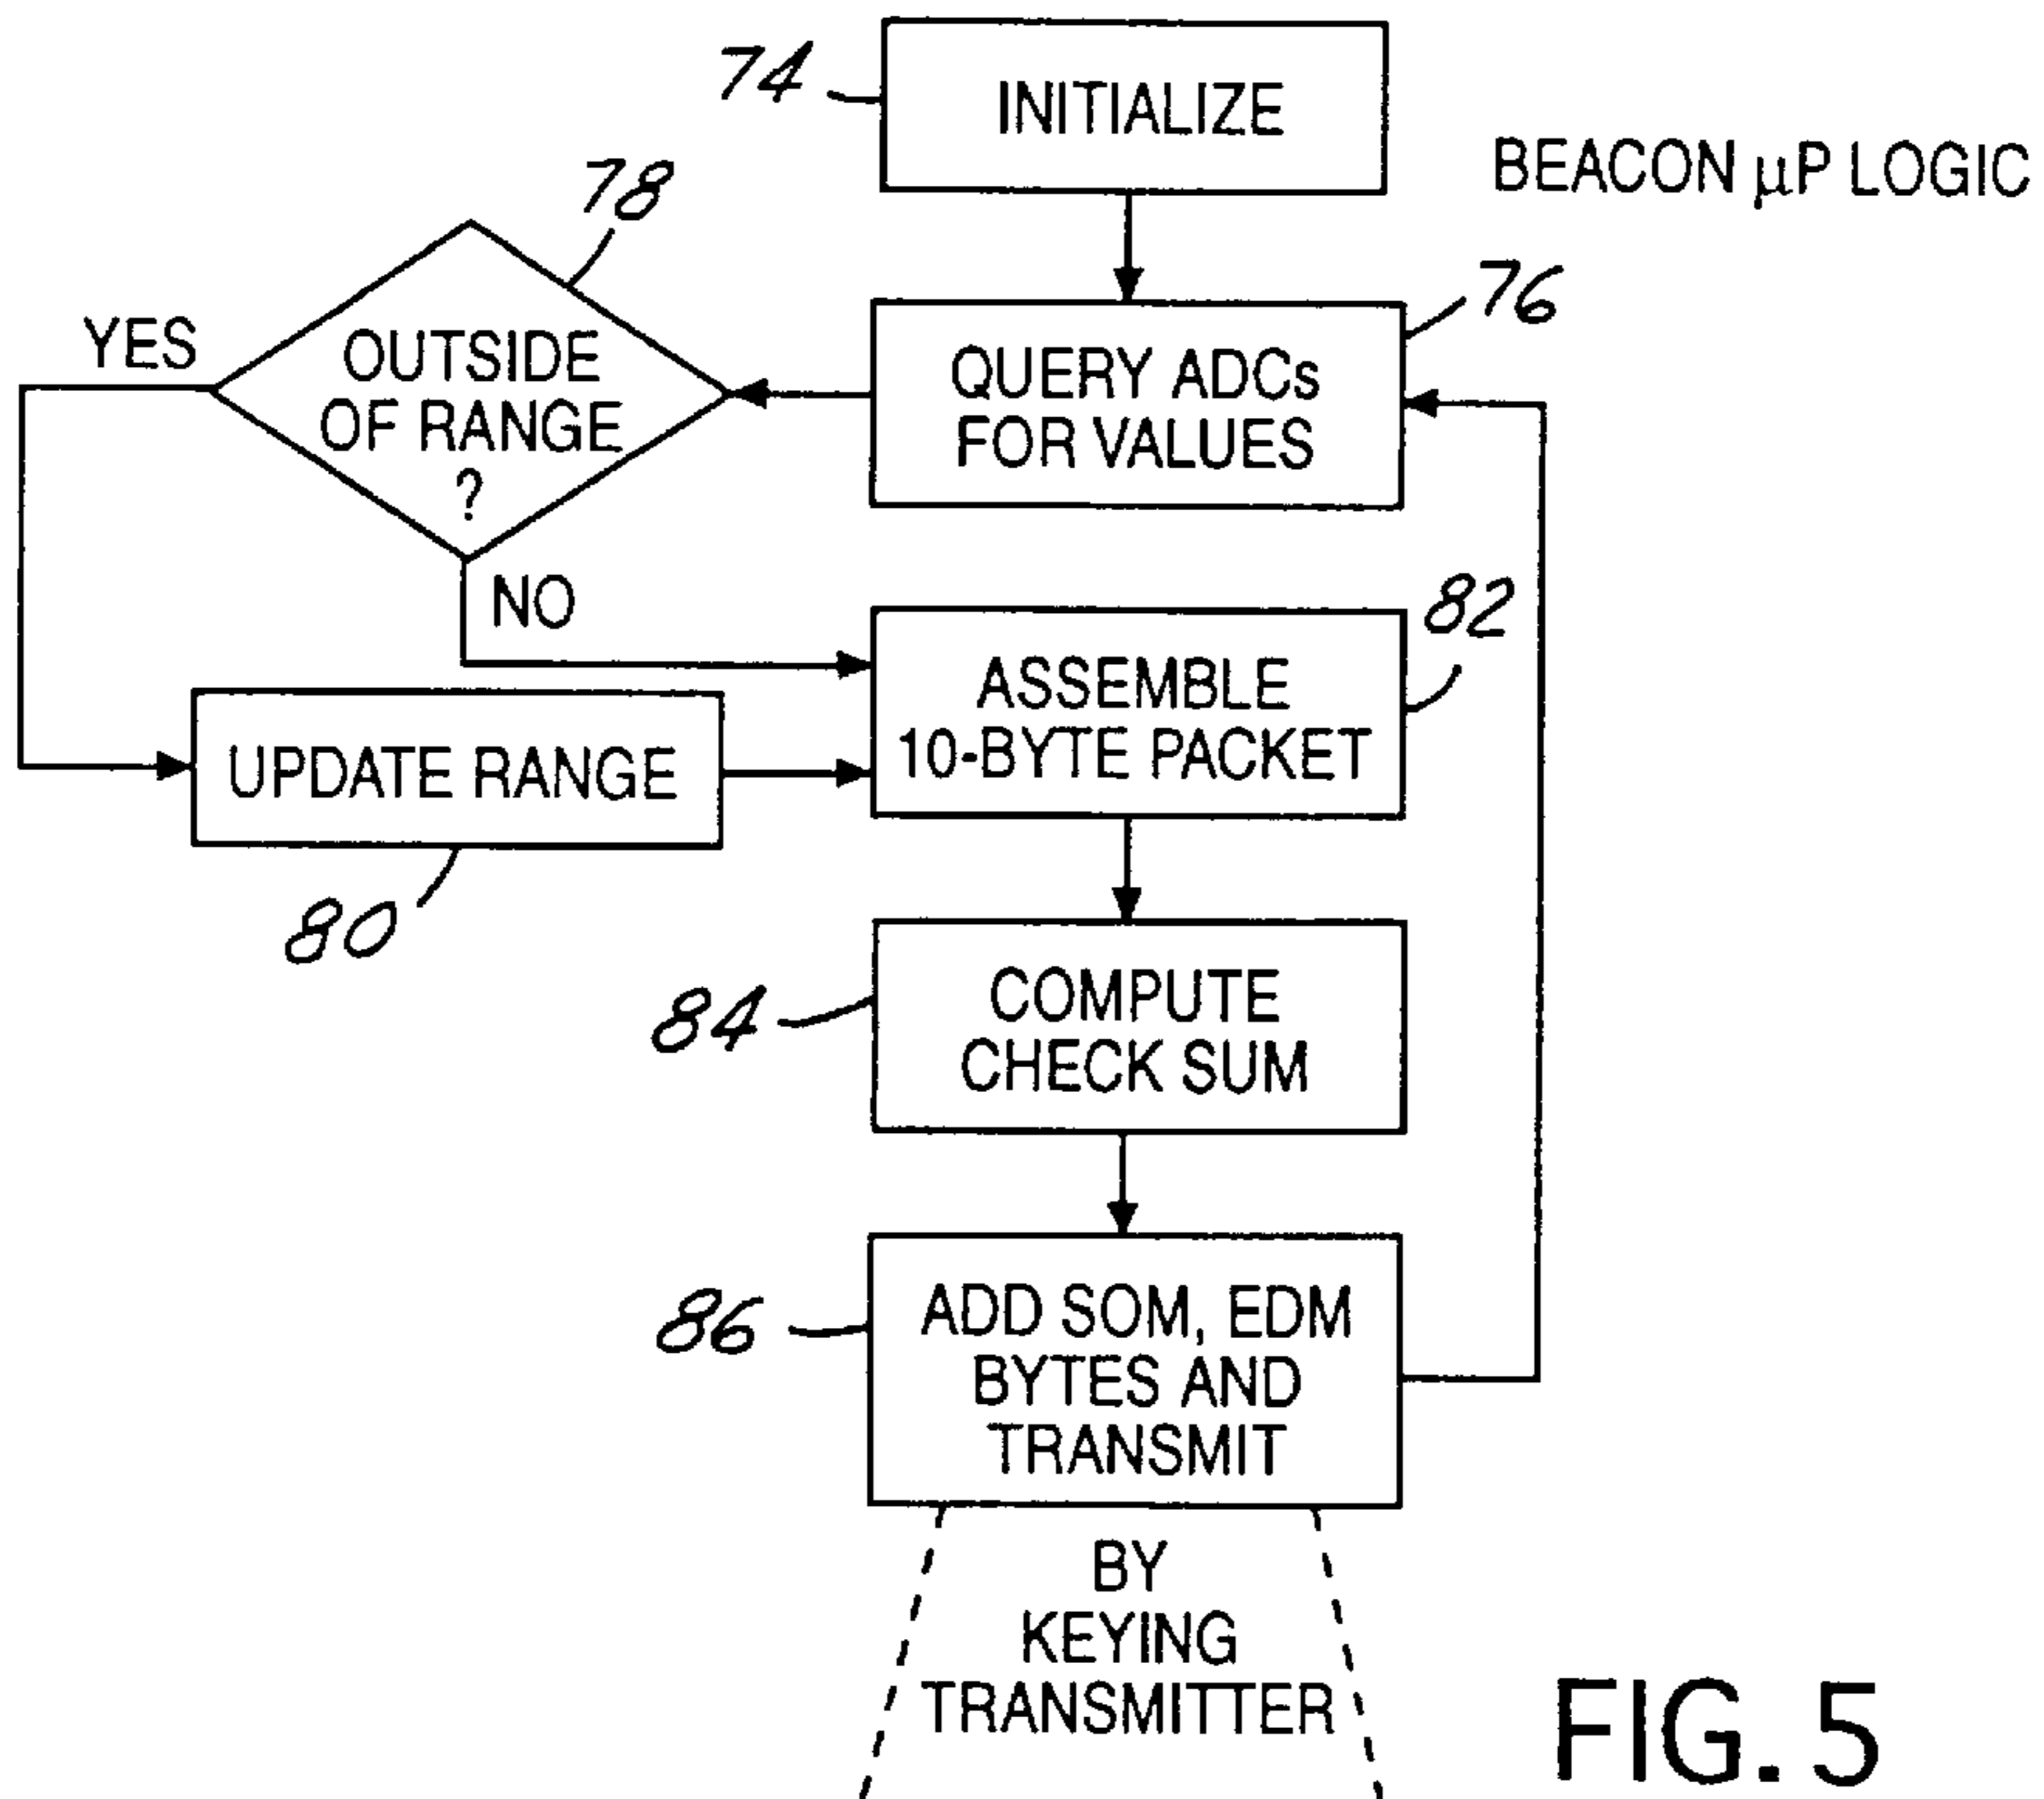 74
INITIALIZE
BEACON µP LOGIC
78
76
YES
OUTSIDE
OF RANGE
?
QUERY ADCs
FOR VALUES
NO
82
ASSEMBLE
10-BYTE PACKET
UPDATE RANGE
80
84
COMPUTE
CHECK SUM
86
ADD SOM, EDM
BYTES AND
TRANSMIT
BY
KEYING
TRANSMITTER
FIG. 5